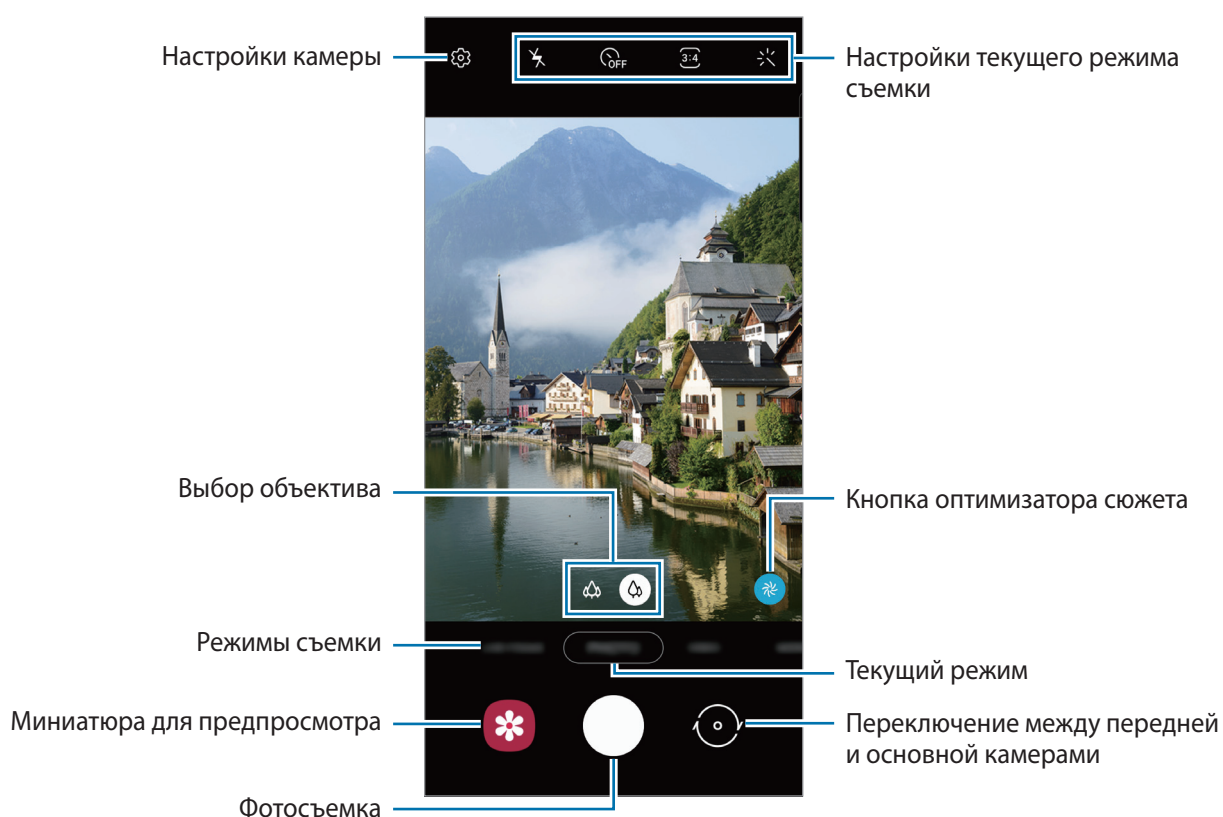 Настройки камеры
OFF
3:4
Настройки текущего режима
съемки
Выбор объектива
Кнопка оптимизатора сюжета
Режимы съемки
Текущий режим
Миниатюра для предпросмотра
Переключение между передней
и основной камерами
Фотосъемка